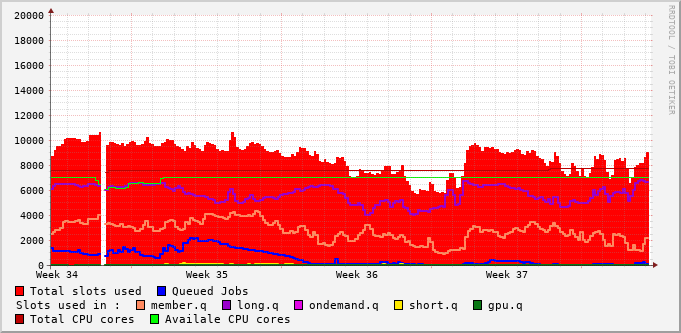 RRDTOOL / TOBI OETIKER
20000
18000
16000
14000
12000
10000
8000
6000
4000
2000
0
Week 34 Week 35 Week 36 Week 37
Total slots used Queued Jobs
Slots used in : member.q long.q ondemand.q short.q gpu.q
Total CPU cores Availale CPU cores